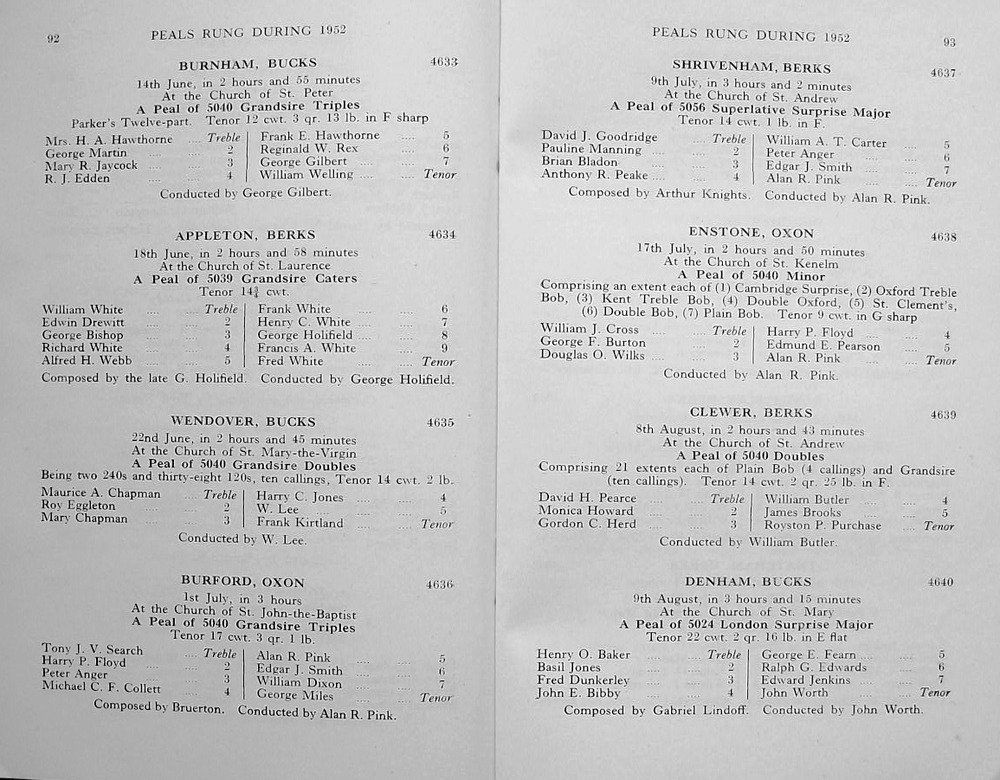 92 PEALS RUNG DURING 1952
BURNHAM, BUCKS 4633
14th June, in 2 hours and 55 minutes
At the Church of St. Peter
A Peal of 5040 Grandsire Triples
Parker's Twelve-part. Tenor 12 cwt. 3 qr. 13 lb. in F sharp
Mrs. H. A. Hawthorne Treble Frank E. Hawthorne .... 5
George Martin .... 2 Reginald W. Rex .... .... 6
Mary R. Jaycock .... 3 George Gilbert .... .... 7
R. J. Edden .... 4 William Welling .... .... Tenor
Conducted by George Gilbert.
APPLETON, BERKS 4634
18th June, in 2 hours and 58 minutes
At the Church of St. Laurence
A Peal of 5039 Grandsire Caters
Tenor 14¾ cwt.
William White .... Treble Frank White .... .... 6
Edwin Drewitt .... 2 Henry C. White .... .... 7
George Bishop .... 3 George Holifield .... .... 8
Richard White .... 4 Francis A. White .... 9
Alfred H. Webb .... 5 Fred White .... .... Tenor
Composed by the late G. Holifield. Conducted by George Holifield.
WENDOVER, BUCKS 4635
22nd June, in 2 hours and 45 minutes
At the Church of St. Mary-the-Virgin
A Peal of 5040 Grandsire Doubles
Being two 240s and thirty-eight 120s, ten callings, Tenor 14 cwt. 2 lb.
Maurice A. Chapman Treble Harry C. Jones .... .... 4
Roy Eggleton .... 2 W. Lee .... .... 5
Mary Chapman .... 3 Frank Kirtland .... .... Tenor
Conducted by W. Lee.
BURFORD, OXON 4636
1st July, in 3 hours
At the Church of St. John-the-Baptist
A Peal of 5040 Grandsire Triples
Tenor 17 cwt. 3 qr. 1 lb.
Tony J. V. Search Treble Alan R. Pink .... .... 5
Harry P. Floyd .... 2 Edgar J. Smith .... .... 6
Peter Anger .... 3 William Dixon .... .... 7
Michael C. F. Collett .... 4 George Miles .... .... Tenor
Composed by Bruerton. Conducted by Alan R. Pink.
PEALS RUNG DURING 1952 93
SHRIVENHAM, BERKS 4637
9th July, in 3 hours and 2 minutes
At the Church of St. Andrew
A Peal of 5056 Superlative Surprise Major
Tenor 14 cwt. 1 lb. in F.
David J. Goodridge Treble William A. T. Carter .... 5
Pauline Manning .... 2 Peter Anger .... .... 6
Brian Bladon .... 3 Edgar J. Smith .... .... 7
Anthony R. Peake .... 4 Alan R. Pink .... .... Tenor
Composed by Arthur Knights. Conducted by Alan R. Pink.
ENSTONE, OXON 4638
17th July, in 2 hours and 50 minutes
At the Church of St. Kenelm
A Peal of 5040 Minor
Comprising an extent each of (1) Cambridge Surprise, (2) Oxford Treble
Bob, (3) Kent Treble Bob, (4) Double Oxford, (5) St. Clement's,
(6) Double Bob, (7) Plain Bob. Tenor 9 cwt. in G sharp
William J. Cross .... Treble Harry P. Floyd .... .... 4
George F. Burton .... 2 Edmund E. Pearson .... 5
Douglas O. Wilks .... 3 Alan R. Pink .... .... Tenor
Conducted by Alan R. Pink.
CLEWER, BERKS 4639
8th August, in 2 hours and 43 minutes
At the Church of St. Andrew
A Peal of 5040 Doubles
Comprising 21 extents each of Plain Bob (4 callings) and Grandsire
(ten callings). Tenor 14 cwt. 2 qr. 25 lb. in F.
David H. Pearce .... Treble William Butler .... .... 4
Monica Howard .... 2 James Brooks .... .... 5
Gordon C. Herd .... 3 Royston P. Purchase .... Tenor
Conducted by William Butler.
DENHAM, BUCKS 4640
9th August, in 3 hours and 15 minutes
At the Church of St. Mary
A Peal of 5024 London Surprise Major
Tenor 22 cwt. 2 qr. 16 lb. in E flat
Henry O. Baker .... Treble George E. Fearn .... .... 5
Basil Jones .... 2 Ralph G. Edwards .... 6
Fred Dunkerley .... 3 Edward Jenkins .... .... 7
John E. Bibby .... 4 John Worth .... .... Tenor
Composed by Gabriel Lindoff. Conducted by John Worth.